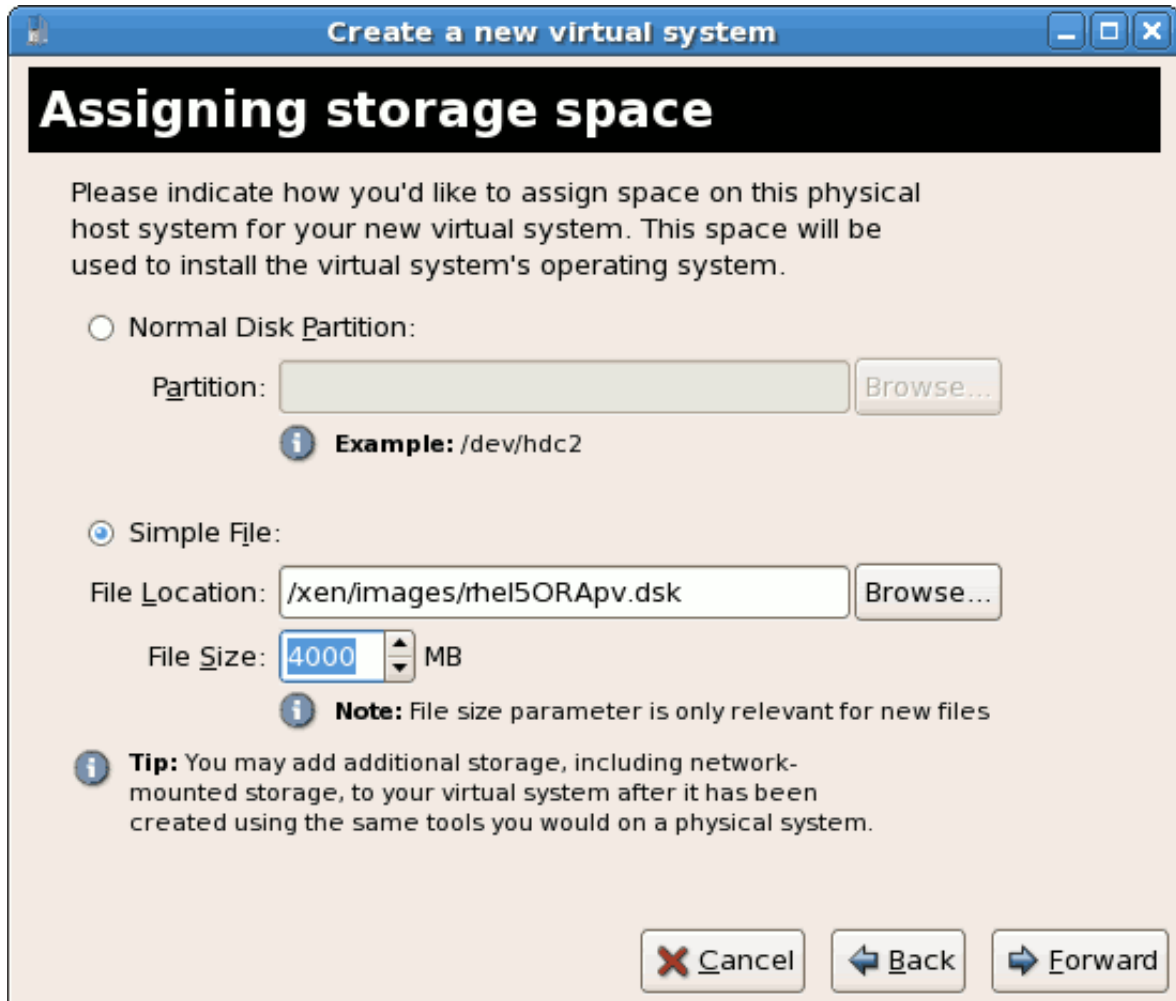 Create a new virtual system
Assigning storage space
Please indicate how you'd like to assign space on this physical
host system for your new virtual system. This space will be
used to install the virtual system's operating system.
Normal Disk Partition:
Partition: Browse...
Example: /dev/hdc2
Simple File:
File Location: /xen/images/rhel5ORApv.dsk Browse...
File Size: 4000 MB
Note: File size parameter is only relevant for new files
Tip: You may add additional storage, including network-
mounted storage, to your virtual system after it has been
created using the same tools you would on a physical system.
Cancel Back Forward